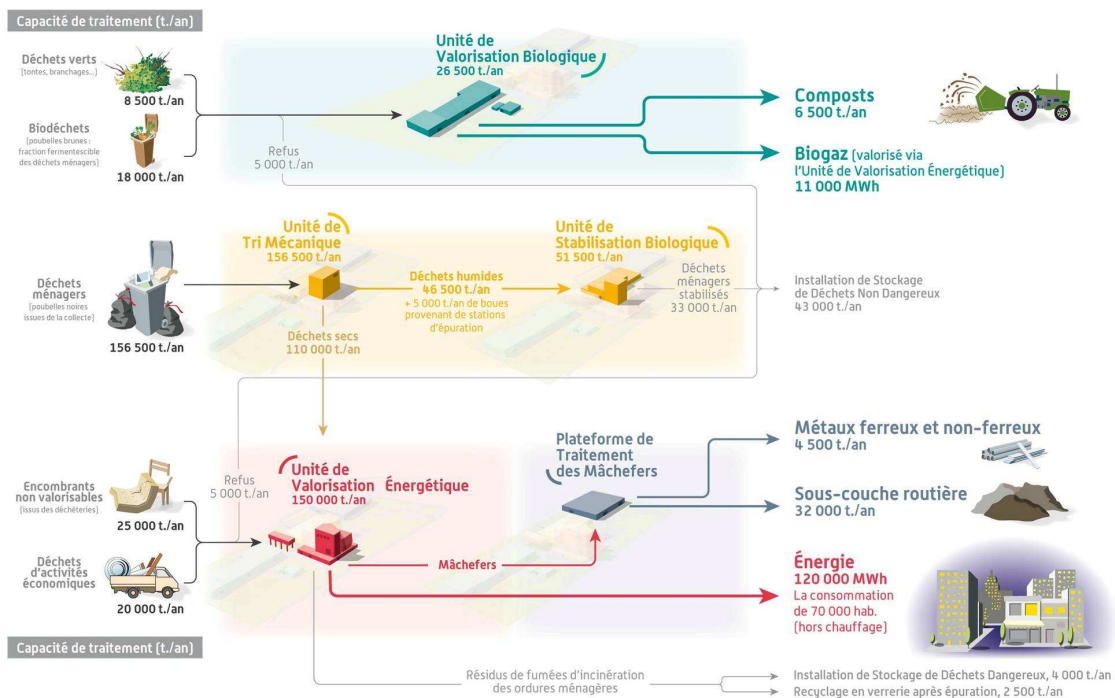 Capacité de traitement (t./an)
Déchets verts
(tontes, branchages...)
8 500 t./an
Biodéchets
(poubelles brunes :
fraction fermentescible
des déchets ménagers)
18 000 t./an
Refus
5 000 t./an
Unité de
Valorisation Biologique
26 500 t./an
Composts
6 500 t./an
Biogaz (valorisé via
l'Unité de Valorisation Énergétique)
11 000 MWh
Déchets
ménagers
(poubelles noires
issues de la collecte)
156 500 t./an
Unité de
Tri Mécanique
156 500 t./an
Déchets humides
46 500 t./an
+ 5 000 t./an de boues
provenant de stations
d'épuration
Unité de
Stabilisation Biologique
51 500 t./an
Déchets
ménagers
stabilisés
33 000 t./an
Installation de Stockage
de Déchets Non Dangereux
43 000 t./an
Déchets secs
110 000 t./an
Encombrants
non valorisables
(issus des déchèteries)
25 000 t./an
Déchets
d'activités
économiques
20 000 t./an
Refus
5 000 t./an
Unité de
Valorisation Énergétique
150 000 t./an
Mâchefers
Plateforme de
Traitement
des Mâchefers
Métaux ferreux et non-ferreux
4 500 t./an
Sous-couche routière
32 000 t./an
Énergie
120 000 MWh
La consommation
de 70 000 hab.
(hors chauffage)
Capacité de traitement (t./an)
Résidus de fumées d'incinération
des ordures ménagères
Installation de Stockage de Déchets Dangereux, 4 000 t./an
Recyclage en verrerie après épuration, 2 500 t./an